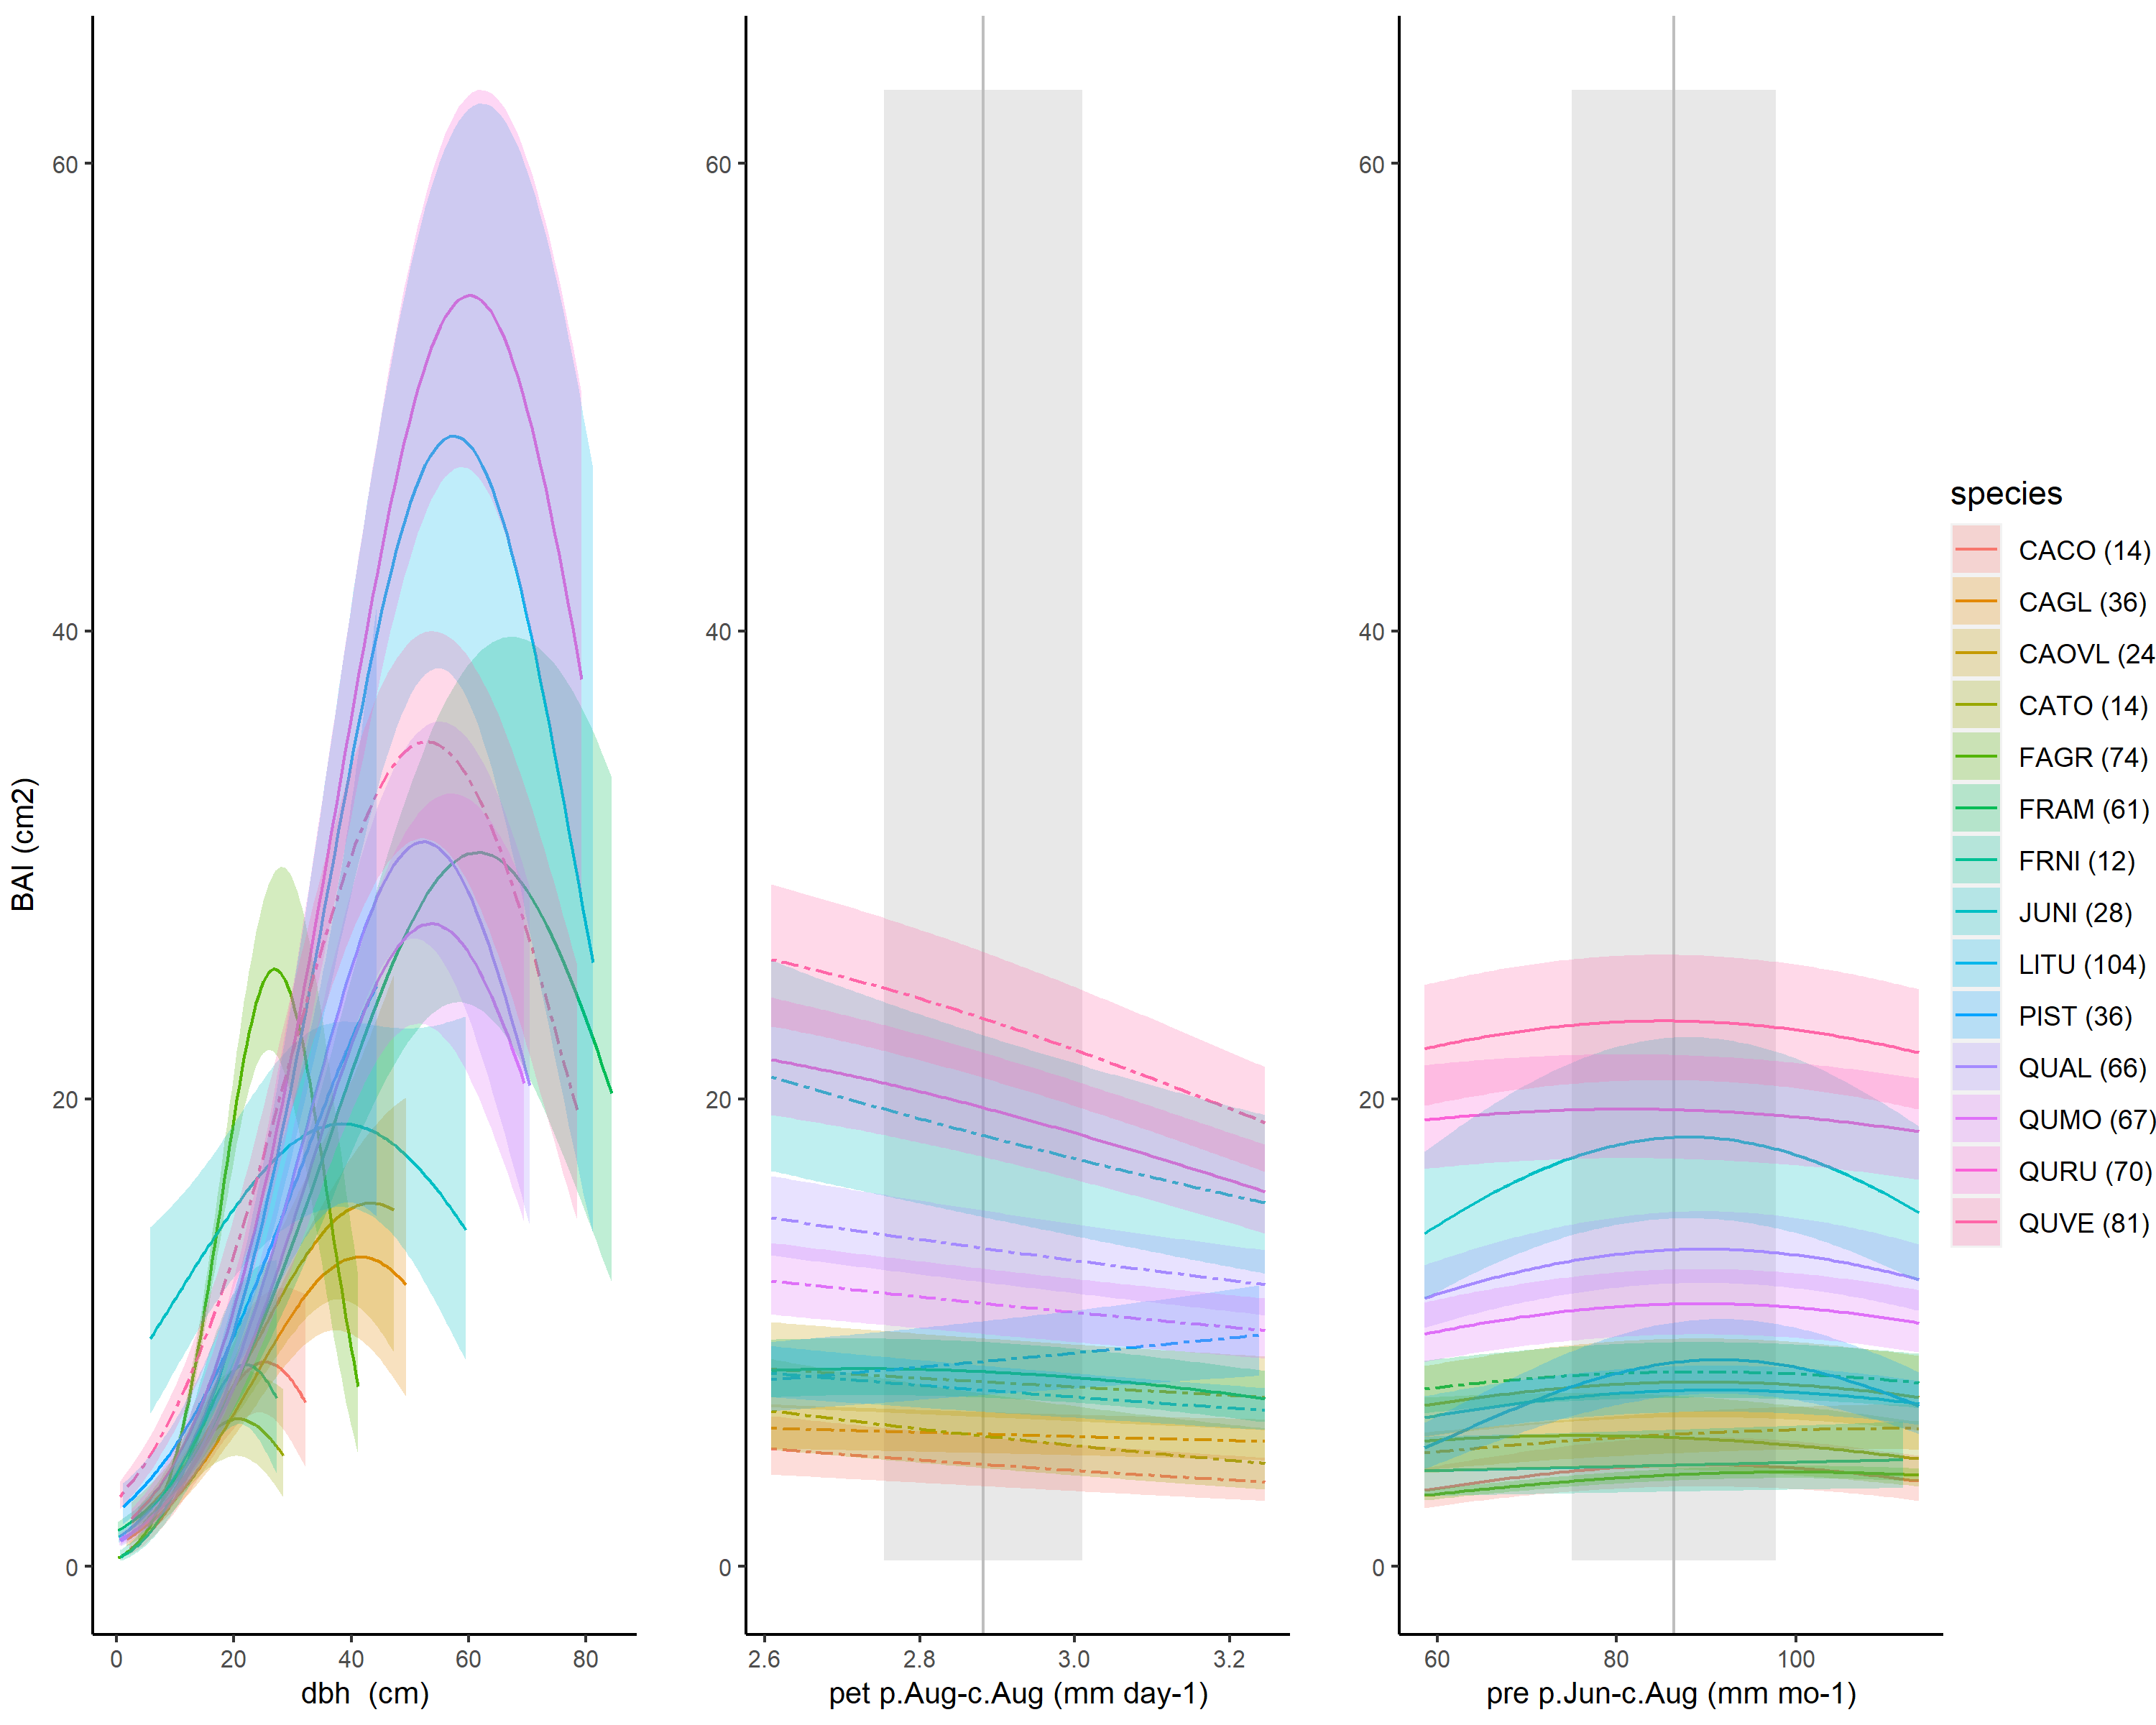 60
40
20
0
BAI (cm2)
0 20 40 60 80
dbh  (cm)
60
40
20
0
2.6 2.8 3.0 3.2
pet p.Aug-c.Aug (mm day-1)
60
40
20
0
60 80 100
pre p.Jun-c.Aug (mm mo-1)
species
CACO (14)
CAGL (36)
CAOVL (24
CATO (14)
FAGR (74)
FRAM (61)
FRNI (12)
JUNI (28)
LITU (104)
PIST (36)
QUAL (66)
QUMO (67)
QURU (70)
QUVE (81)